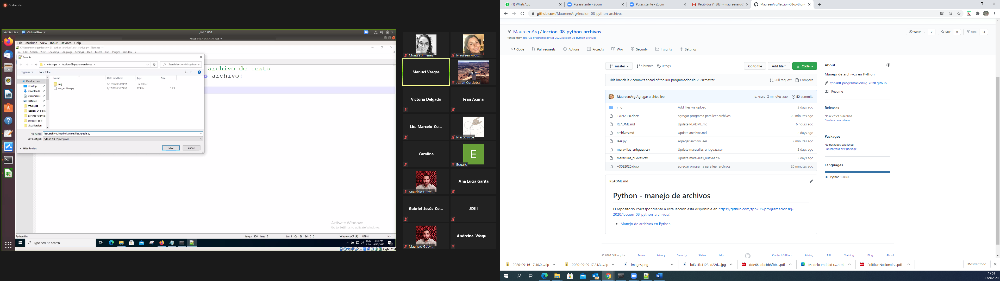 Grabando
Activities VirtualBox
jue 17:51
*Untitled Document 2
File Machine View Input Devices Help
C:\Users\mfvargas\leccion-08-python-archivos\leer_archivo.py - Notepad++
File Edit Search View Encoding Language Settings Tools Macro Run Plugins Window ?
X
Save As
mfvargas > leccion-08-python-archivos >
Search leccion-08-python-ar...
Organize New folder
Name Date modified Type Size
Quick access
Desktop
Downloads
Documents
Pictures
mfvargas
leccion-04-r-gra
parches-esencia
pruebas-gdal
visualizacion
img 9/17/2020 5:09 PM File folder
leer_archivo.py 9/17/2020 5:27 PM PY File 1 KB
File name: leer_archivo_imprimir_maravillas_grecia.py
Save as type: Python file (*.py;*.pyw)
Hide Folders
Save Cancel
archivo de texto
s archivo:
Activate Windows
Go to Settings to activate Windows.
Python file
length : 176 lines : 5
Ln : 4 Col : 29 Sel : 0 | 0
Windows (CR LF) UTF-8
INS
Type here to search
ENG
LAA
5:51 PM
9/17/2020
Right Ctrl
Montse Jiménez
Maureen Argu...
Manuel Vargas
Johan Cordoba
Victoria Delgado
Fran Acuña
Lic. Marcelo Cu...
Marco Arce
Carolina
E
Eduard
Mauricio Guev...
Ana Lucía Garita
Gabriel Jesús Co...
JDIII
Mauricio Guev...
Andreina Vásqu...
(1) WhatsApp
Posasistente - Zoom
Posasistente - Zoom
Recibidos (1.883) - maureenarg
MaureenArg/leccion-08-python-
github.com/MaureenArg/leccion-08-python-archivos
MaureenArg / leccion-08-python-archivos
forked from tpb708-programacionsig-2020/leccion-08-python-archivos
Watch 0 Star 0 Fork 13
Code Pull requests Actions Projects Wiki Security Insights Settings
master 1 branch 0 tags
Go to file Add file Code
This branch is 2 commits ahead of tpb708-programacionsig-2020:master.
Pull request Compare
MaureenArg Agregar archivo leer b778c5d 2 minutes ago 52 commits
img Add files via upload 2 days ago
17092020.docx agregar programa para leer archivos 20 minutes ago
README.md Update README.md 6 hours ago
archivos.md Update archivos.md 2 days ago
leer.py Agregar archivo leer 2 minutes ago
maravillas_antiguas.csv Update maravillas_antiguas.csv 2 days ago
maravillas_nuevas.csv Update maravillas_nuevas.csv 2 days ago
~$092020.docx agregar programa para leer archivos 20 minutes ago
README.md
Python - manejo de archivos
El repositorio correspondiente a esta lección está disponible en https://github.com/tpb708-programacionsig-
2020/leccion-08-python-archivos/.
Manejo de archivos en Python
About
Manejo de archivos en Python
tpb708-programacionsig-2020.github....
Readme
Releases
No releases published
Create a new release
Packages
No packages published
Publish your first package
Languages
Python 100.0%
© 2020 GitHub, Inc. Terms Privacy Security Status Help Contact GitHub Pricing API Training Blog About
2020-09-16 17.40.0....zip
2020-09-09 17.24.3....zip
images.png
b63a1b4123ad22d....jpg
dde66adbcbb8fbb....pdf
Modelo entidad r....html
Política-Nacional-....pdf
Mostrar todo
17:51
17/9/2020